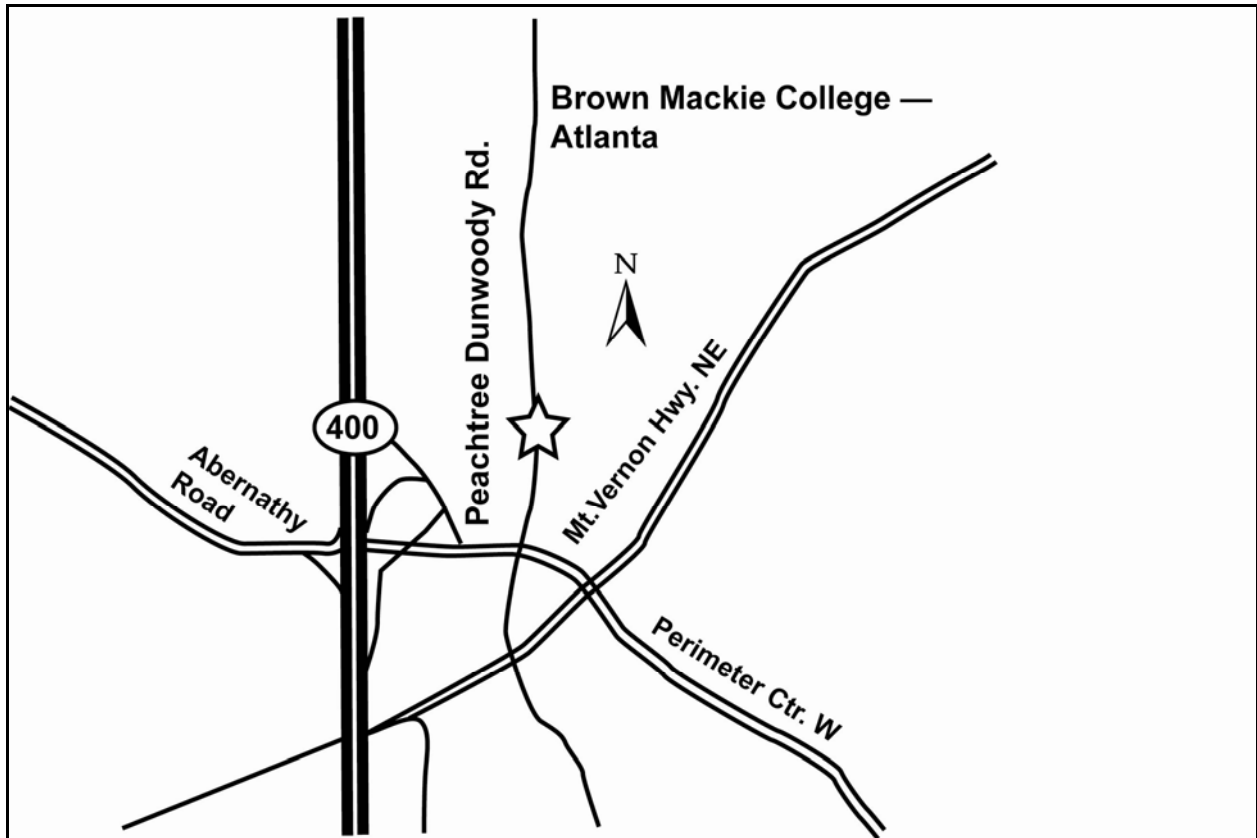 Brown Mackie College —
Atlanta
Peachtree Dunwoody Rd.
N
Mt.Vernon Hwy. NE
400
Abernathy
Road
Perimeter Ctr. W